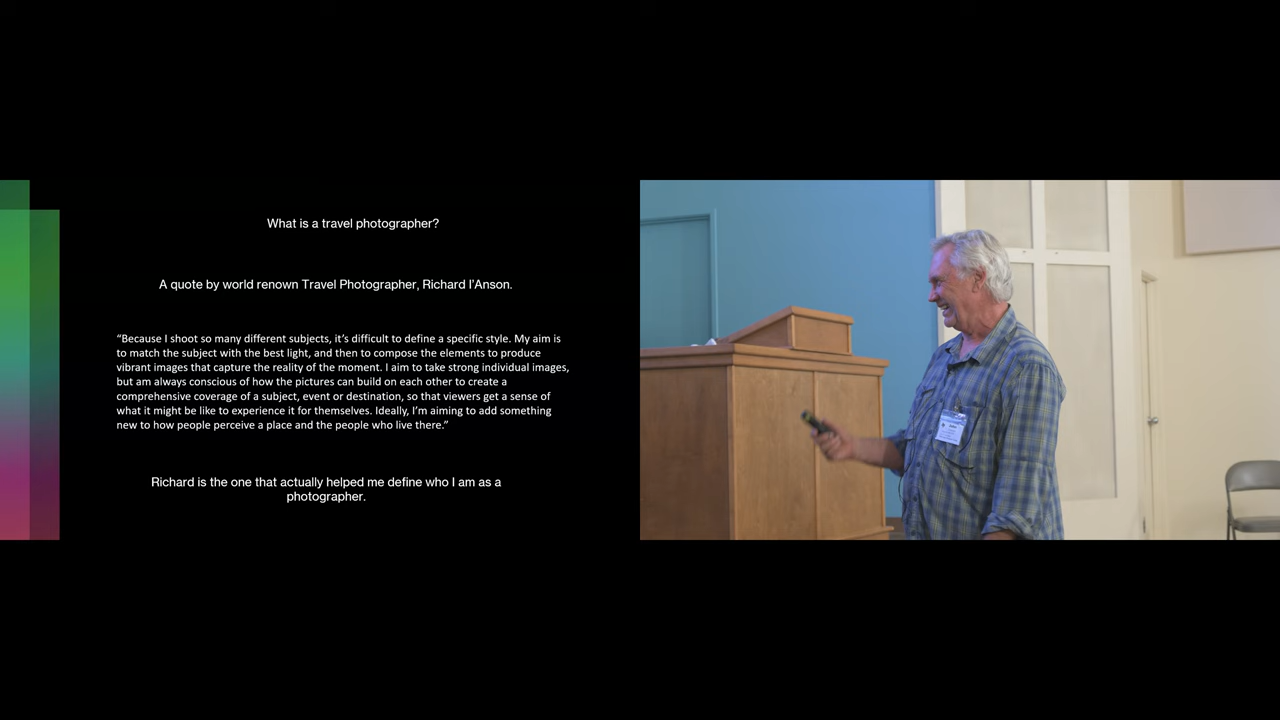 What is a travel photographer?
A quote by world renown Travel Photographer, Richard I'Anson.
“Because I shoot so many different subjects, it’s difficult to define a specific style. My aim is
to match the subject with the best light, and then to compose the elements to produce
vibrant images that capture the reality of the moment. I aim to take strong individual images,
but am always conscious of how the pictures can build on each other to create a
comprehensive coverage of a subject, event or destination, so that viewers get a sense of
what it might be like to experience it for themselves. Ideally, I’m aiming to add something
new to how people perceive a place and the people who live there.”
Richard is the one that actually helped me define who I am as a
photographer.